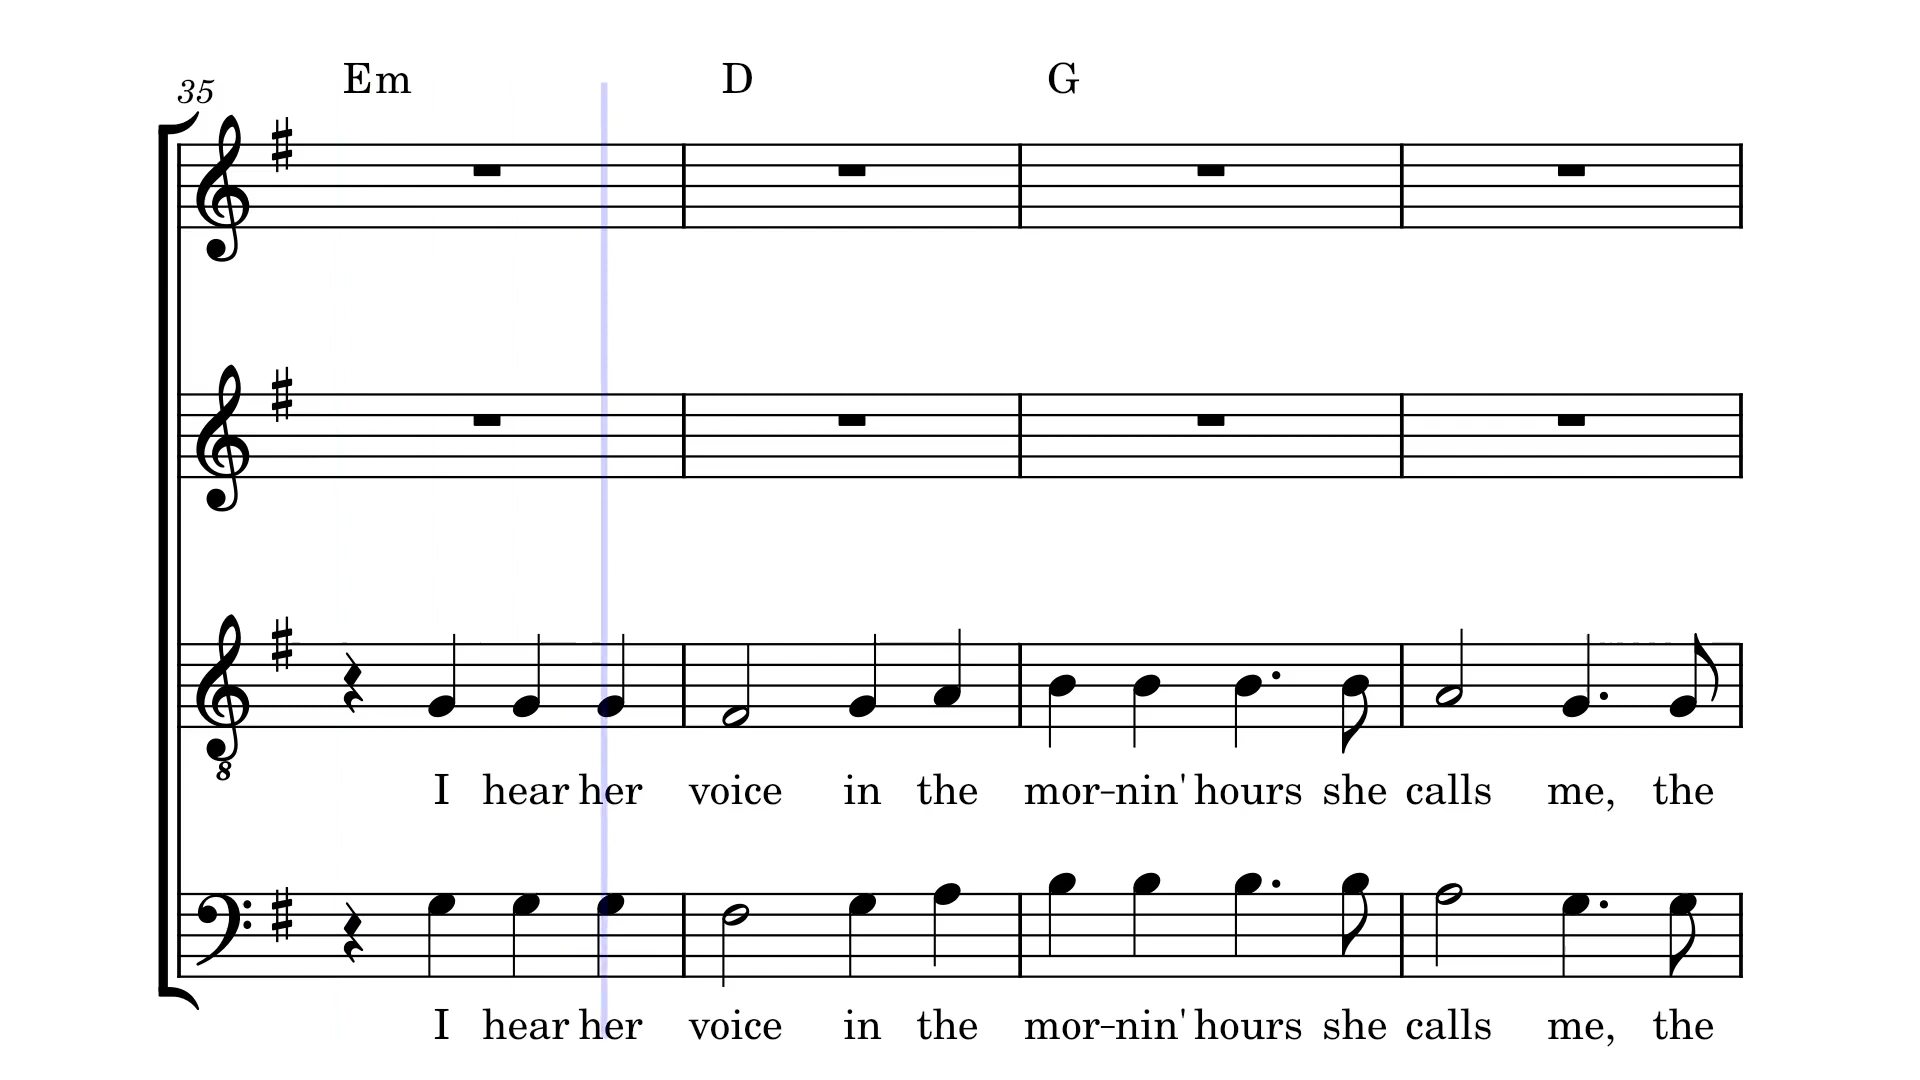 35 Em D G
8
I hear her voice in the mor-nin' hours she calls me, the
I hear her voice in the mor-nin' hours she calls me, the